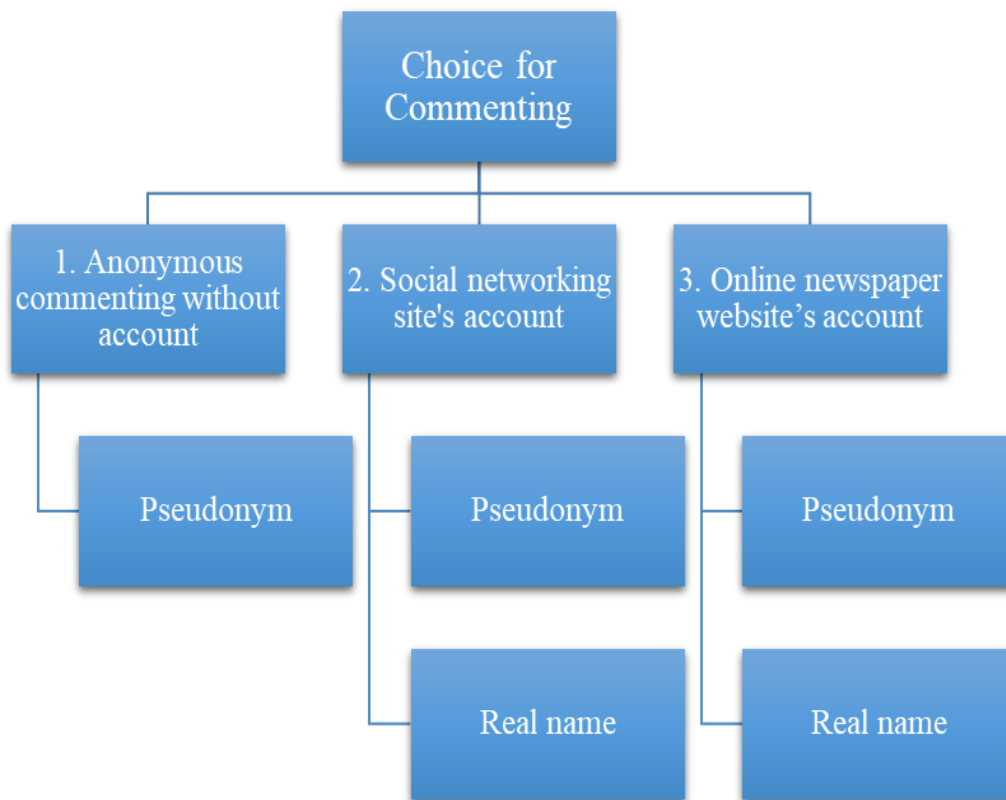 Choice for
Commenting
1. Anonymous
commenting without
account
2. Social networking
site's account
3. Online newspaper
website’s account
Pseudonym
Pseudonym
Pseudonym
Real name
Real name